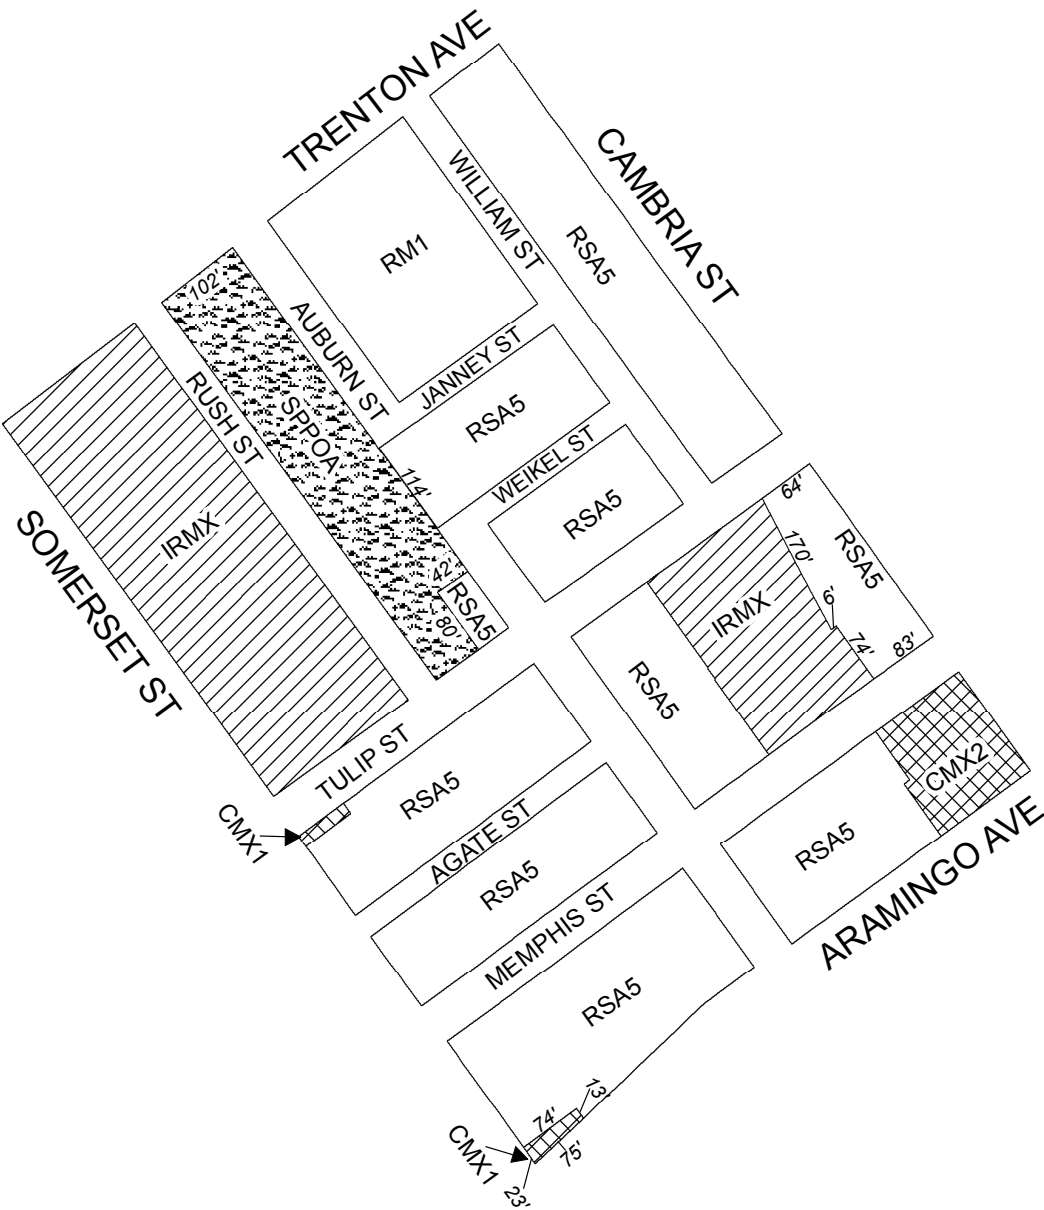 TRENTON AVE
CAMBRIA ST
WILLIAM ST
RM1
RSA5
102'
AUBURN ST
JANNEY ST
RUSH ST
SPPOA
RSA5
114'
WEIKEL ST
IRMX
RSA5
SOMERSET ST
64'
170'
RSA5
42'
RSA5
80'
6'
IRMX
74'
83'
RSA5
TULIP ST
RSA5
CMX1
CMX2
AGATE ST
RSA5
RSA5
ARAMINGO AVE
MEMPHIS ST
RSA5
13'
74'
CMX1
75'
23'